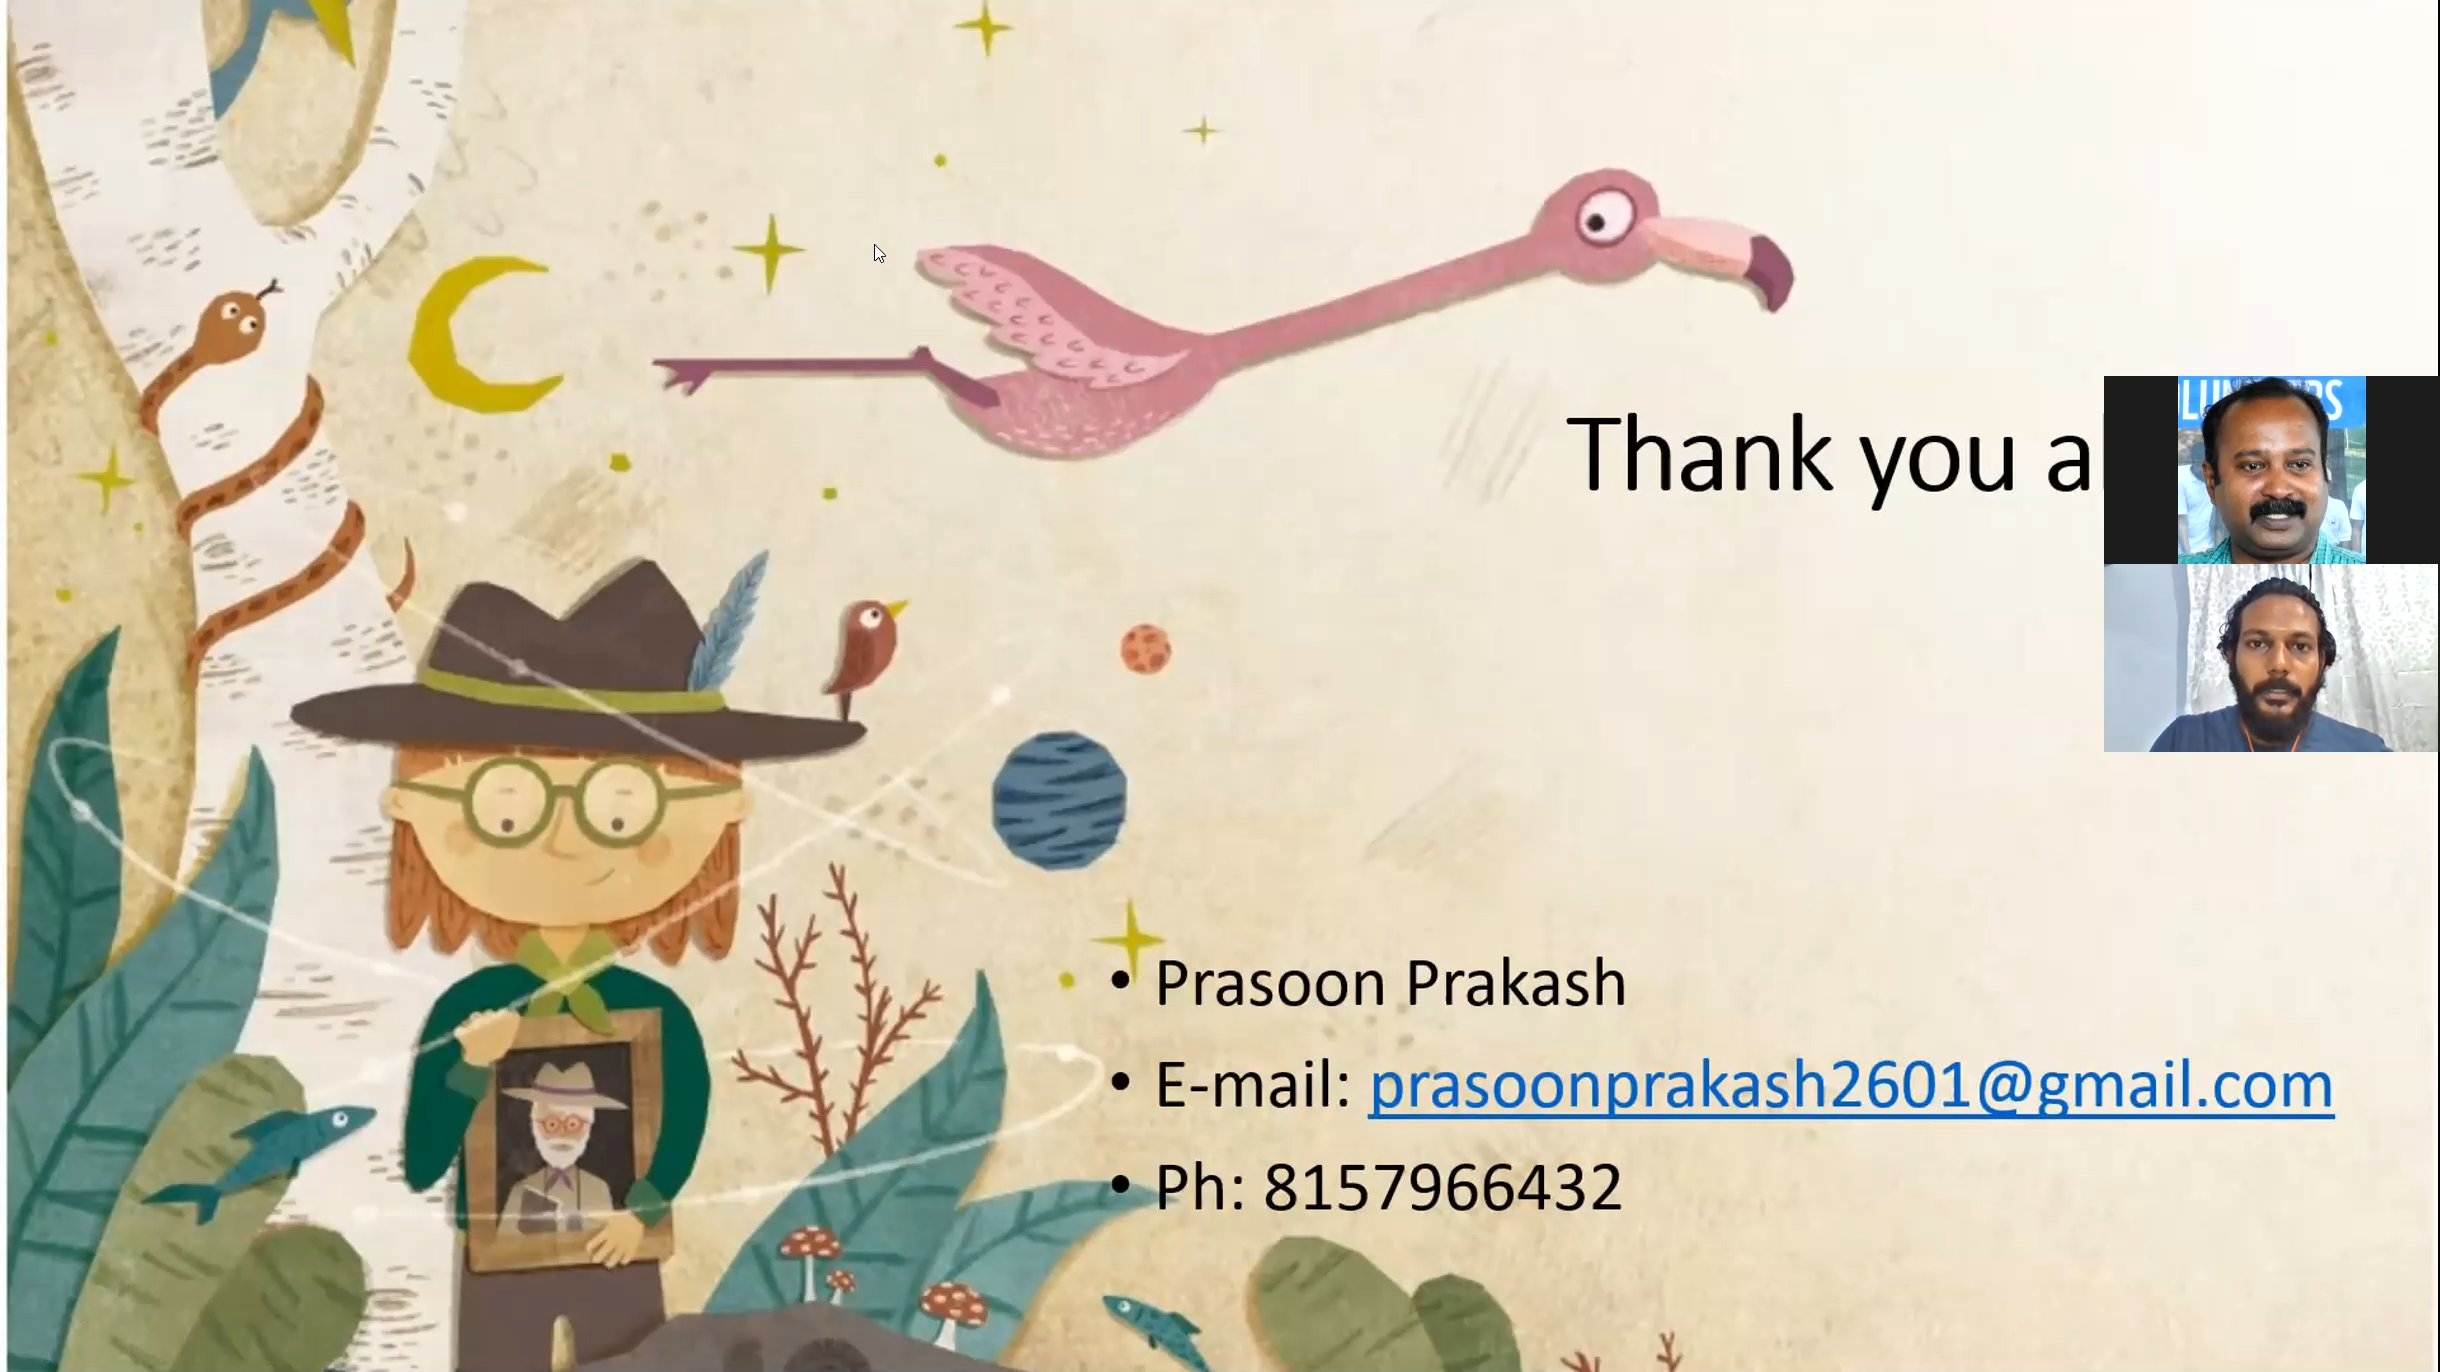 Thank you
• Prasoon Prakash
• E-mail: prasoonprakash2601@gmail.com
• Ph: 8157966432